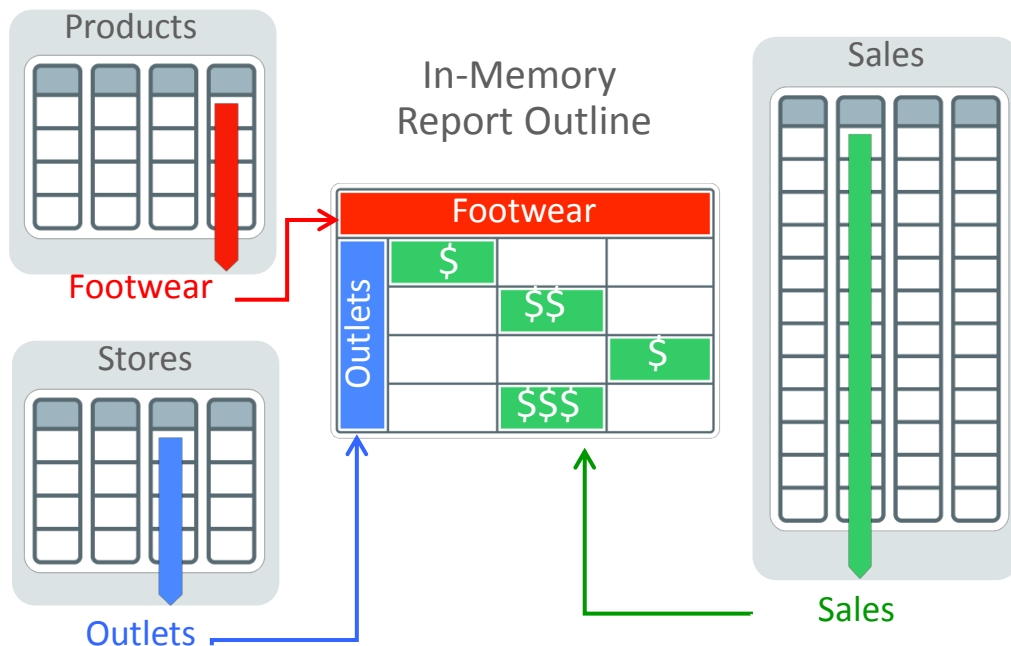 Products
Footwear
Stores
Outlets
In-Memory
Report Outline
Footwear
Outlets
$
$$
$
$$$
Sales
Sales